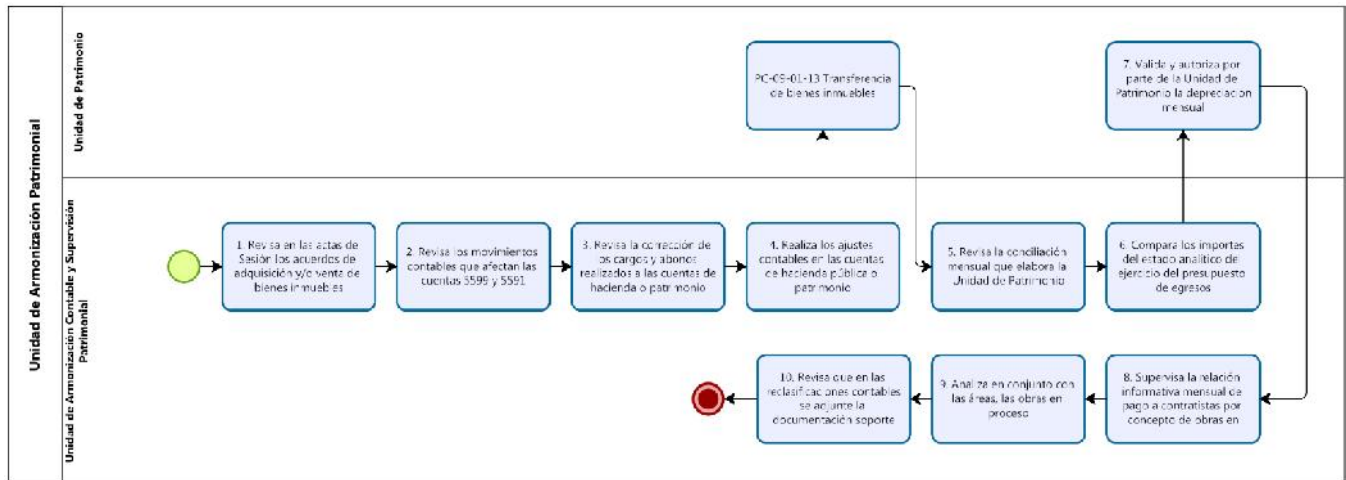 Unidad de Armonización Patrimonial
Unidad de Patrimonio
PC-09-01-13 Transferencia
de bienes inmuebles
7. Valida y autoriza por
parte de la Unidad de
Patrimonio la depreciacion
mensual
Unidad de Armonización Contable y Supervisión
Patrimonial
1. Revisa en las actas de
Sesión los acuerdos de
adquisición y/o venta de
bienes inmuebles
2. Revisa los movimientos
contables que afectan las
cuentas 5599 y 5591
3. Revisa la corrección de
los cargos y abonos
realizados a las cuentas de
hacienda o patrimonio
4. Realiza los ajustes
contables en las cuentas
de hacienda pública o
patrimonio
5. Revisa la conciliación
mensual que elabora la
Unidad de Patrimonio
6. Compara los importes
del estado analítico del
ejercicio del presupuesto
de egresos
10. Revisa que en las
reclasificaciones contables
se adjunte la
documentación soporte
9. Analiza en conjunto con
las áreas, las obras en
proceso
8. Supervisa la relación
informativa mensual de
pago a contratistas por
concepto de obras en